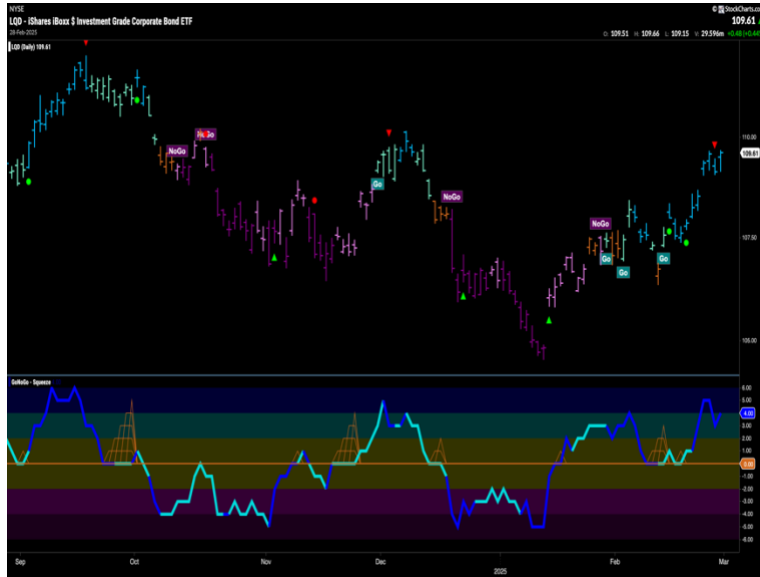 NYSE
© StockCharts.co
LQD - iShares iBoxx $ Investment Grade Corporate Bond ETF
109.61
28-Feb-2025
O: 109.51 H: 109.66 L: 109.15 V: 29.596m +0.48 (+0.44
LQD (Daily) 109.61
NoGo
NoGo
Go
NoGo
NoGo
Go
Go
Go
110.00
109.61
107.50
105.00
GoNoGo - Squeeze
6.00
5.00
4.00
3.00
2.00
1.00
0.00
-1.00
-2.00
-3.00
-4.00
-5.00
-6.00
Sep
Oct
Nov
Dec
2025
Feb
Mar